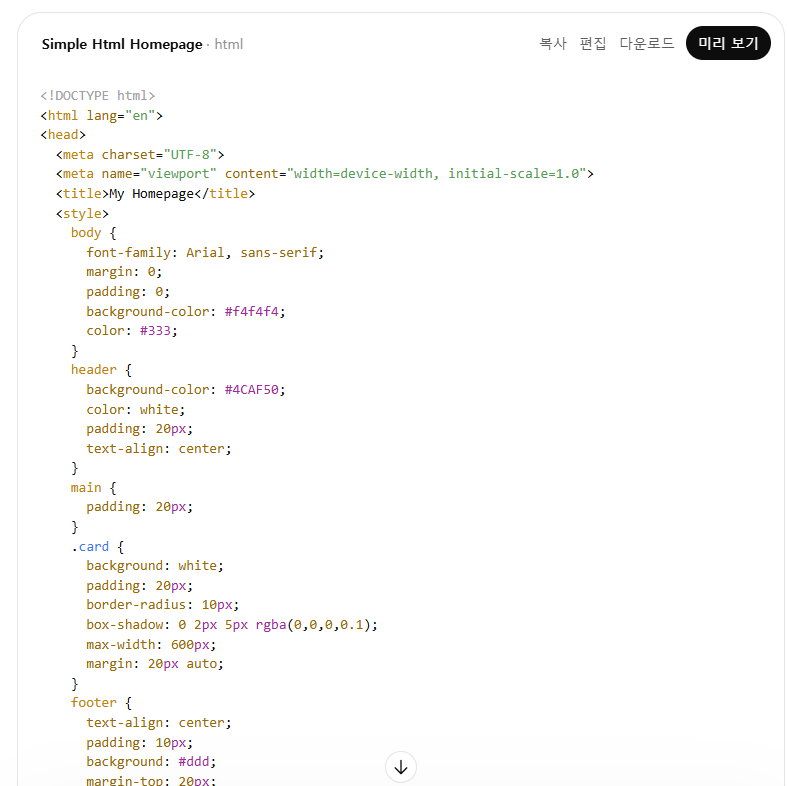 Simple Html Homepage · html 복사 편집 다운로드 미리 보기
<!DOCTYPE html>
<html lang="en">
<head>
  <meta charset="UTF-8">
  <meta name="viewport" content="width=device-width, initial-scale=1.0">
  <title>My Homepage</title>
  <style>
    body {
      font-family: Arial, sans-serif;
      margin: 0;
      padding: 0;
      background-color: #f4f4f4;
      color: #333;
    }
    header {
      background-color: #4CAF50;
      color: white;
      padding: 20px;
      text-align: center;
    }
    main {
      padding: 20px;
    }
    .card {
      background: white;
      padding: 20px;
      border-radius: 10px;
      box-shadow: 0 2px 5px rgba(0,0,0,0.1);
      max-width: 600px;
      margin: 20px auto;
    }
    footer {
      text-align: center;
      padding: 10px;
      background: #ddd;
      margin-top: 20px;